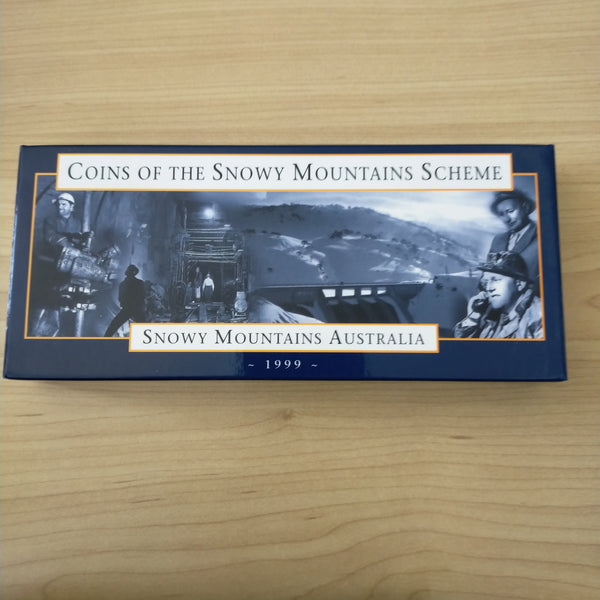 COINS OF THE SNOWY MOUNTAINS SCHEME
SNOWY MOUNTAINS AUSTRALIA
~ 1999 ~